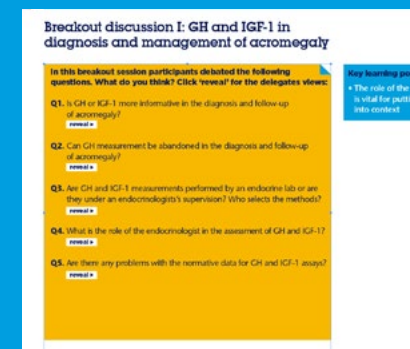 Breakout discussion I: GH and IGF-1 in
diagnosis and management of acromegaly
In this breakout session participants debated the following
questions. What do you think? Click 'reveal' for the delegates views:
Q1. Is GH or IGF-1 more informative in the diagnosis and follow-up
of acromegaly?
reveal
Q2. Can GH measurement be abandoned in the diagnosis and follow-up
of acromegaly?
reveal
Q3. Are GH and IGF-1 measurements performed by an endocrine lab or are
they under an endocrinologists's supervision? Who selects the methods?
reveal
Q4. What is the role of the endocrinologist in the assessment of GH and IGF-1?
reveal
Q5. Are there any problems with the normative data for GH and IGF-1 assays?
reveal
Key learning po
• The role of the
is vital for putti
into context